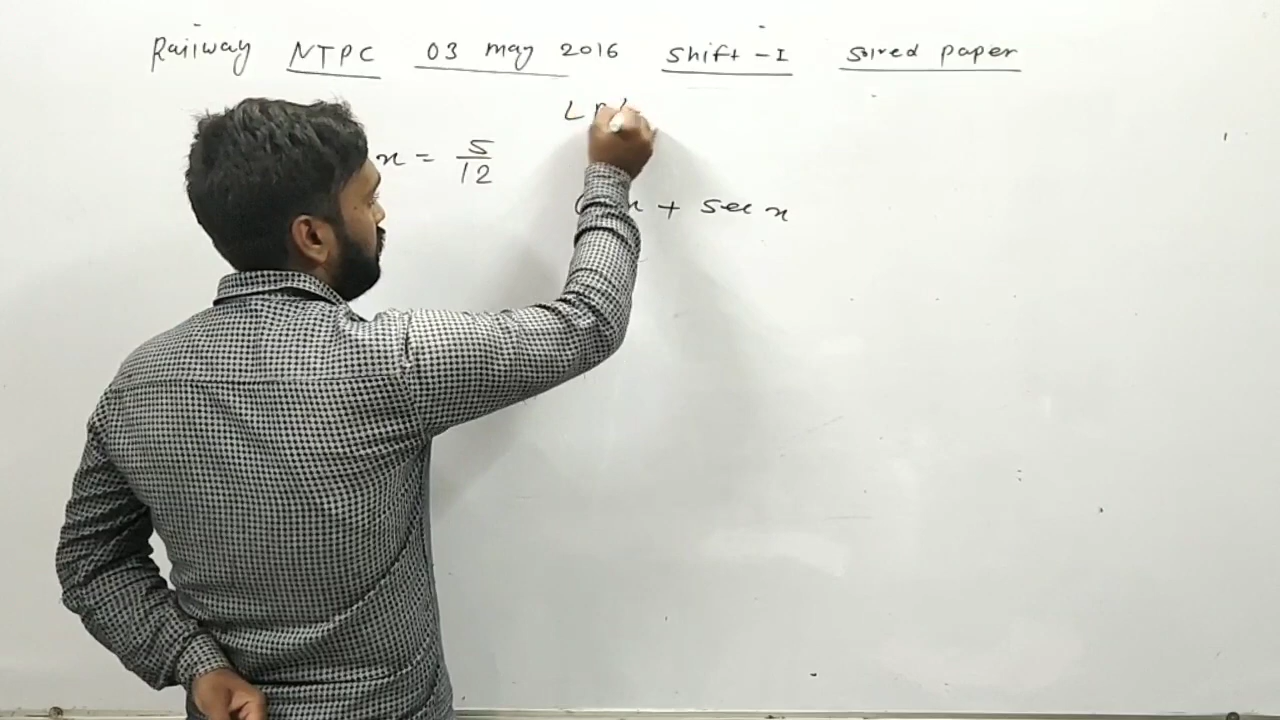 Railway NTPC 03 may 2016 Shift - I Solved paper
L
x = 5/12
+ sec x